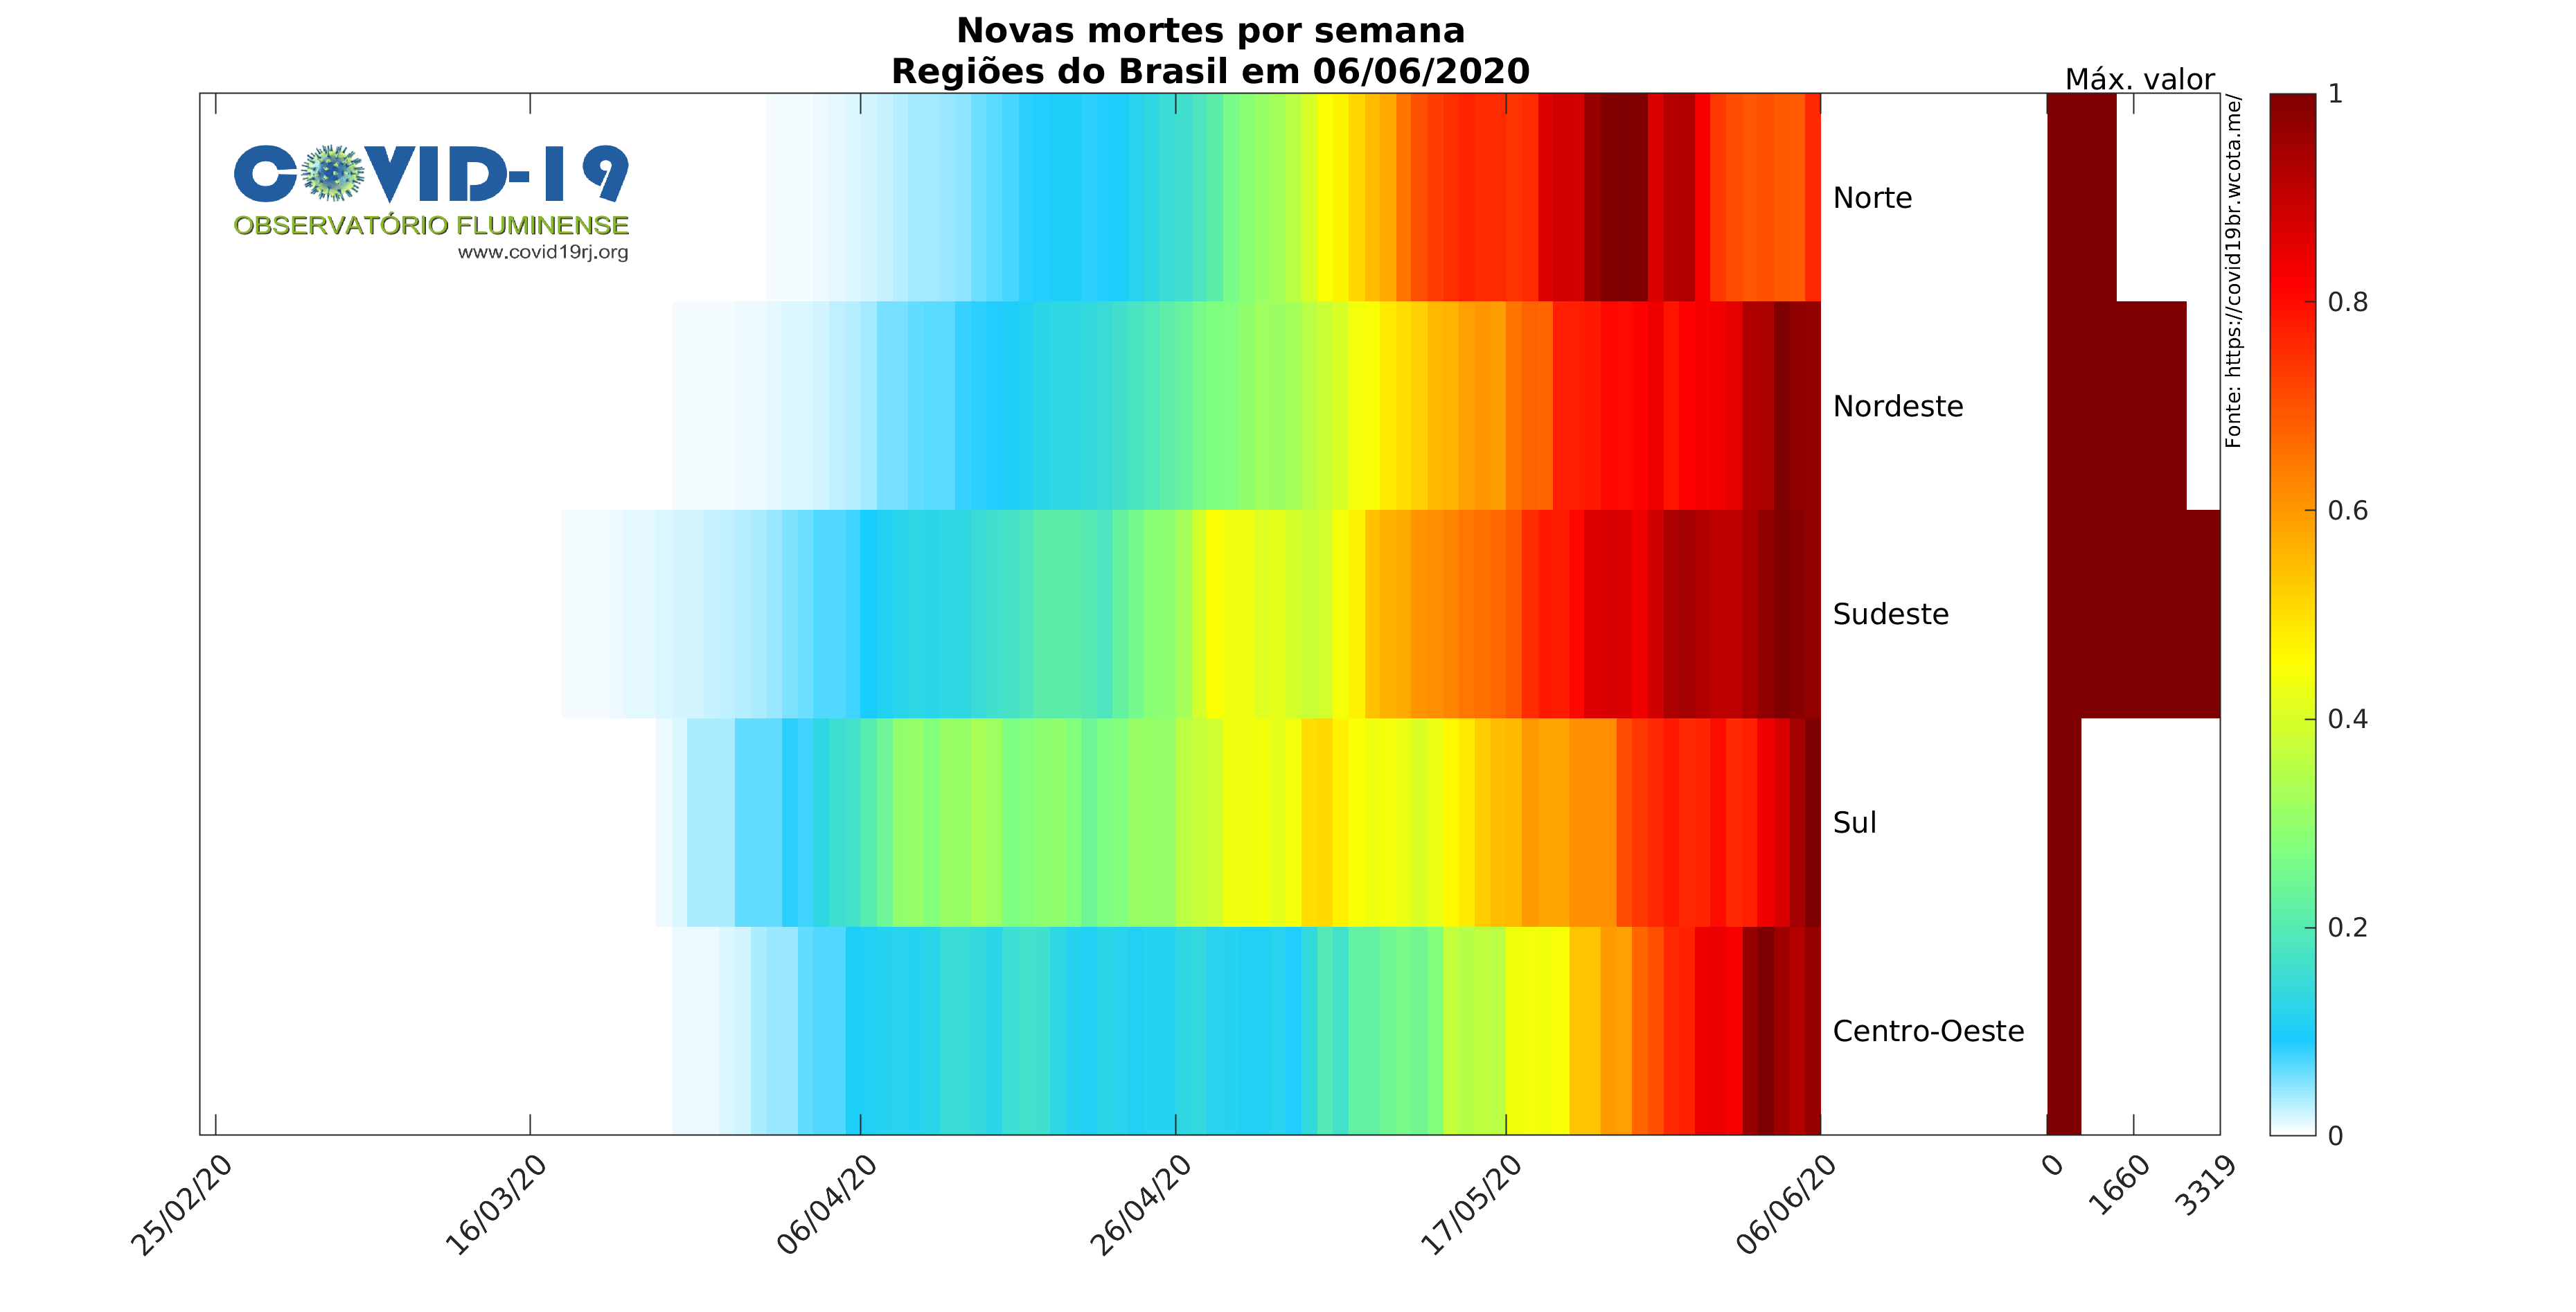 Novas mortes por semana
Regiões do Brasil em 06/06/2020
Máx. valor
COVID-19
OBSERVATÓRIO FLUMINENSE
www.covid19rj.org
Norte
Nordeste
Sudeste
Sul
Centro-Oeste
Fonte: https://covid19br.wcota.me/
1
0.8
0.6
0.4
0.2
0
25/02/20
16/03/20
06/04/20
26/04/20
17/05/20
06/06/20
0
1660
3319